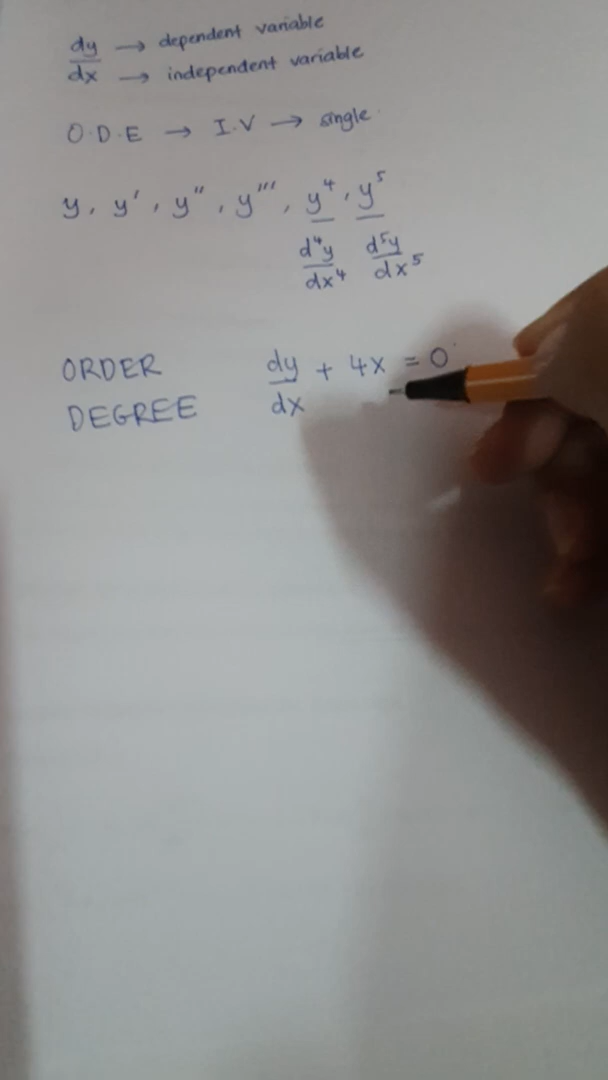 dy → dependent variable
dx → independent variable
O.D.E → I.V → single
y, y', y'', y''', y⁴, y⁵
d⁴y d⁵y
dx⁴ dx⁵
ORDER dy + 4x = 0
DEGREE dx